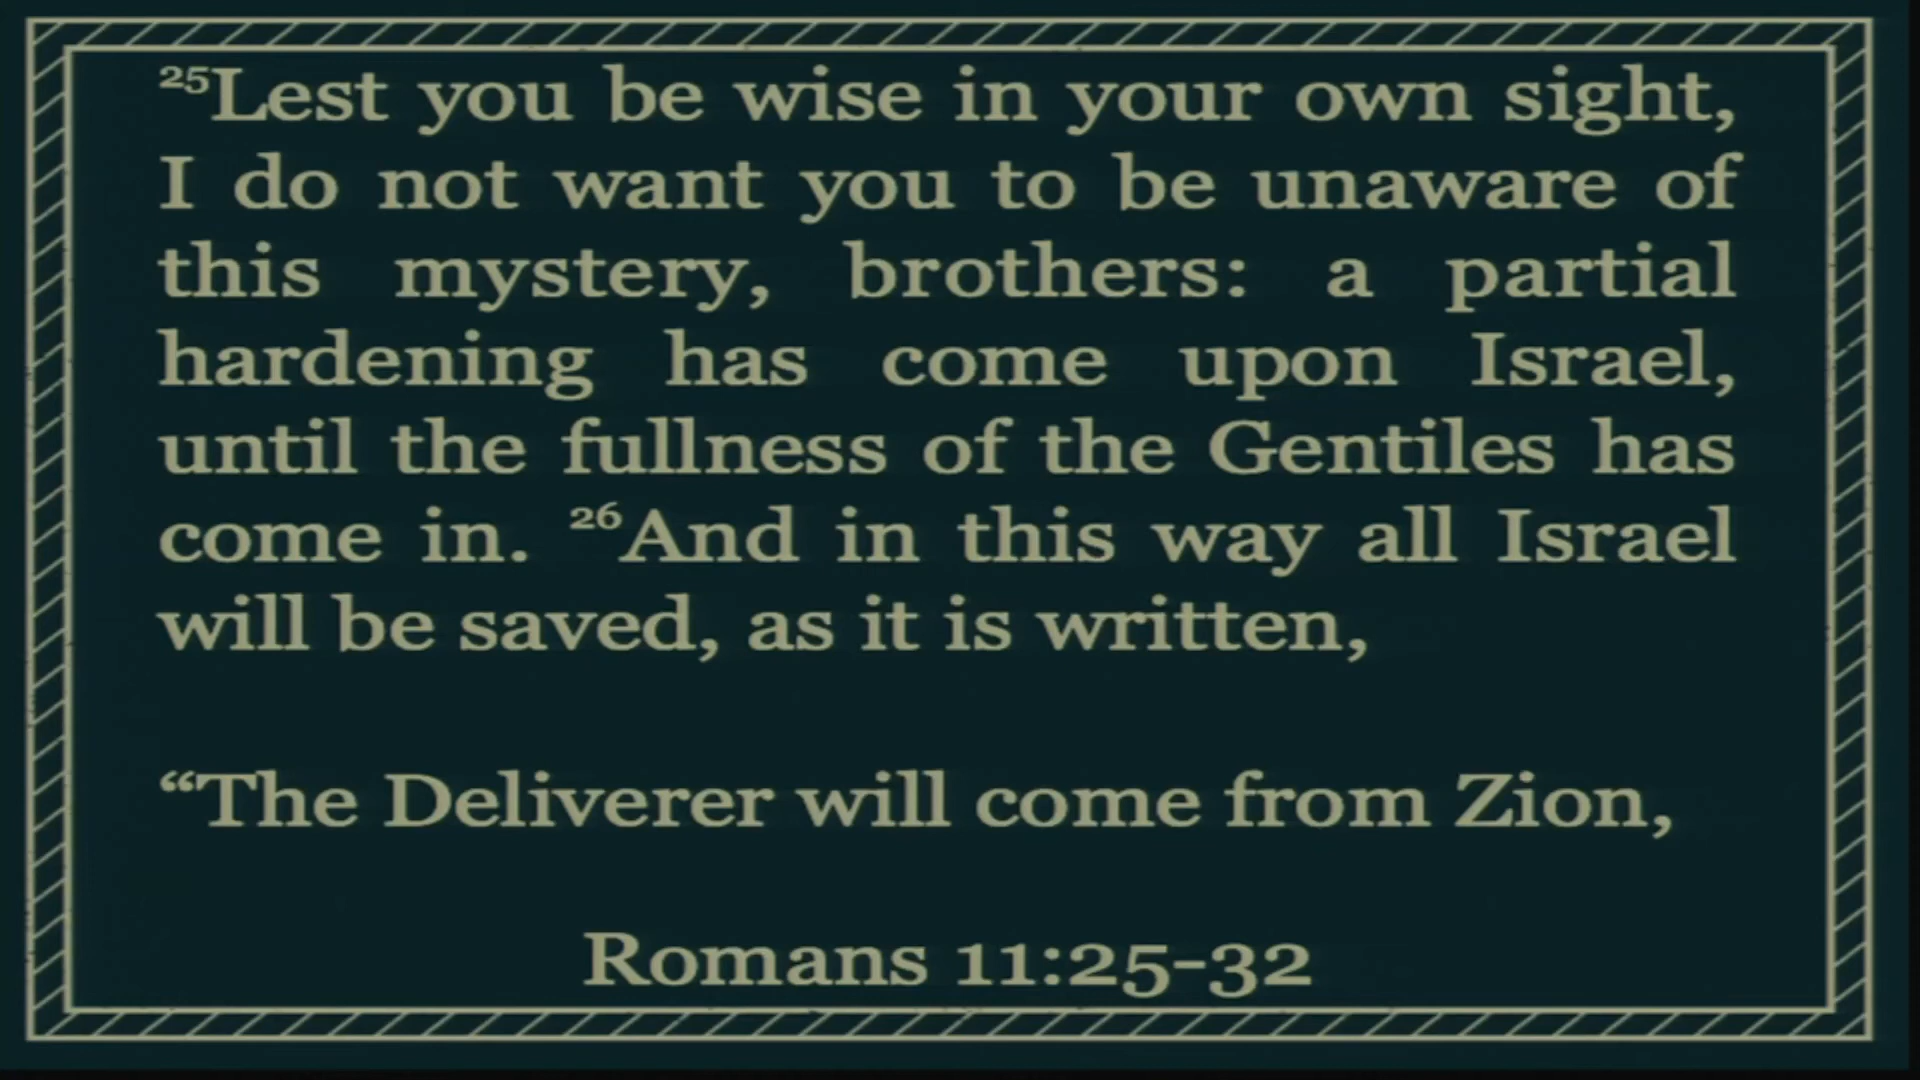 ²⁵Lest you be wise in your own sight,
I do not want you to be unaware of
this mystery, brothers: a partial
hardening has come upon Israel,
until the fullness of the Gentiles has
come in. ²⁶And in this way all Israel
will be saved, as it is written,
“The Deliverer will come from Zion,
Romans 11:25-32